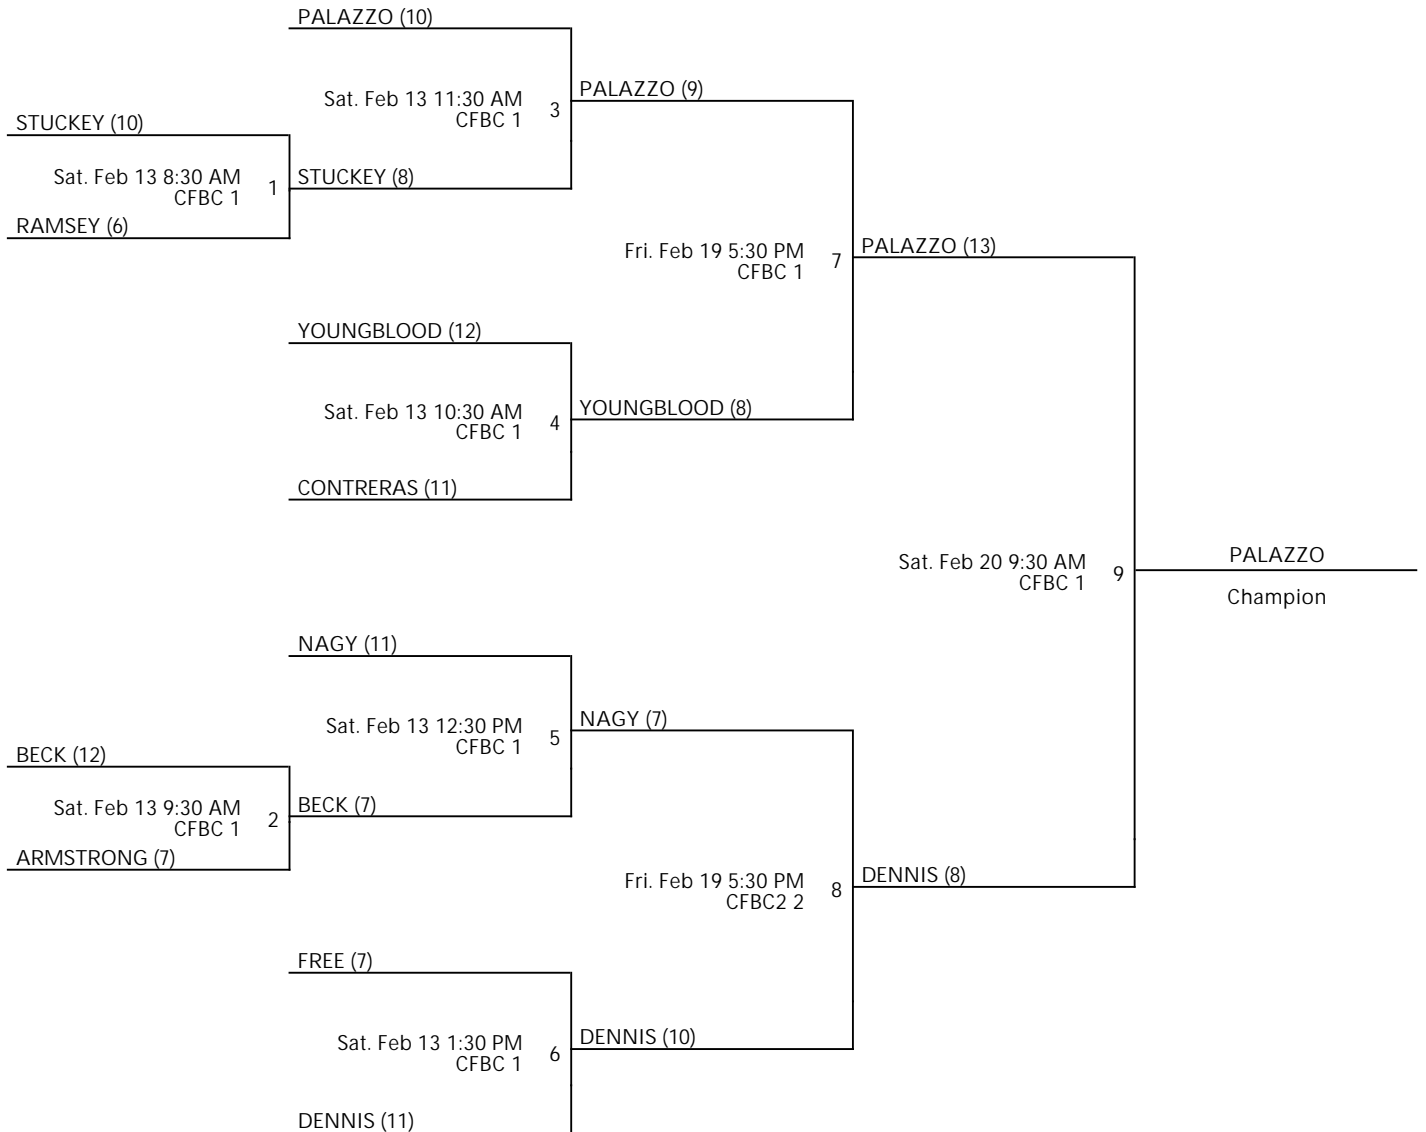 PALAZZO (10)
Sat. Feb 13 11:30 AM
CFBC 1
3
PALAZZO (9)
STUCKEY (10)
Sat. Feb 13 8:30 AM
CFBC 1
1
STUCKEY (8)
RAMSEY (6)
Fri. Feb 19 5:30 PM
CFBC 1
7
PALAZZO (13)
YOUNGBLOOD (12)
Sat. Feb 13 10:30 AM
CFBC 1
4
YOUNGBLOOD (8)
CONTRERAS (11)
Sat. Feb 20 9:30 AM
CFBC 1
9
PALAZZO
Champion
NAGY (11)
Sat. Feb 13 12:30 PM
CFBC 1
5
NAGY (7)
BECK (12)
Sat. Feb 13 9:30 AM
CFBC 1
2
BECK (7)
ARMSTRONG (7)
Fri. Feb 19 5:30 PM
CFBC2 2
8
DENNIS (8)
FREE (7)
Sat. Feb 13 1:30 PM
CFBC 1
6
DENNIS (10)
DENNIS (11)